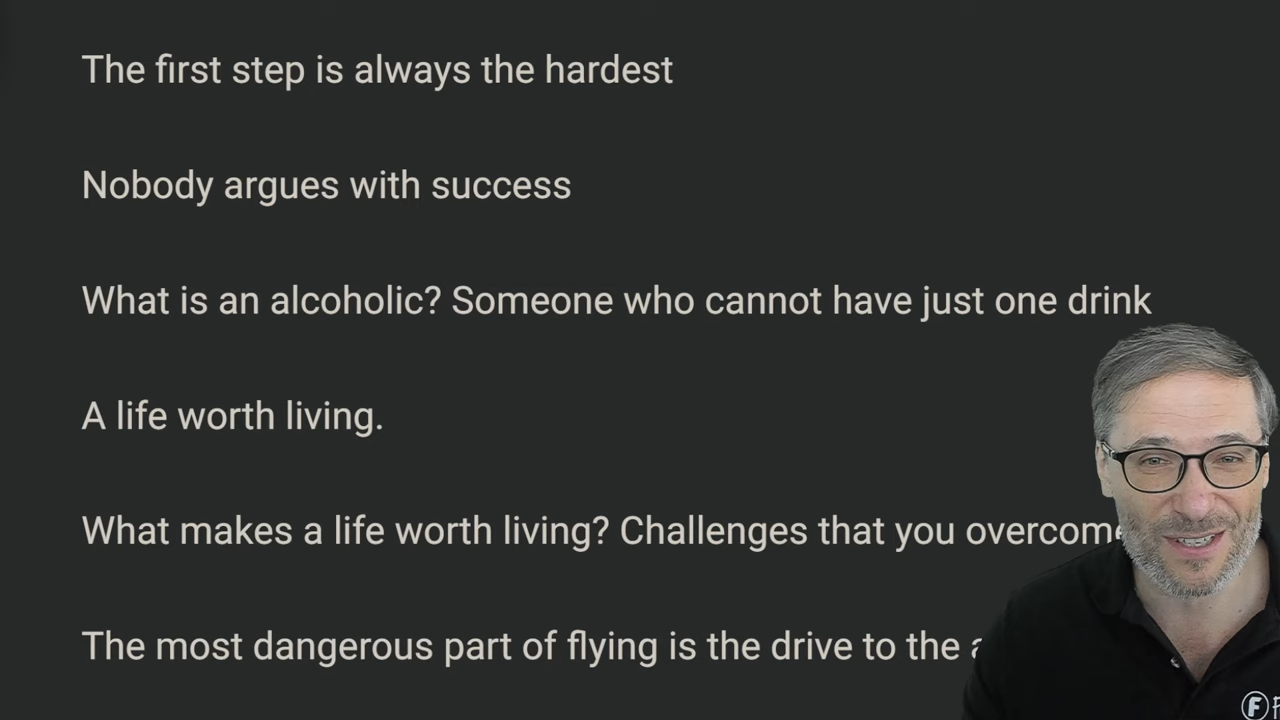 The first step is always the hardest
Nobody argues with success
What is an alcoholic? Someone who cannot have just one drink
A life worth living.
What makes a life worth living? Challenges that you overcome
The most dangerous part of flying is the drive to the
F